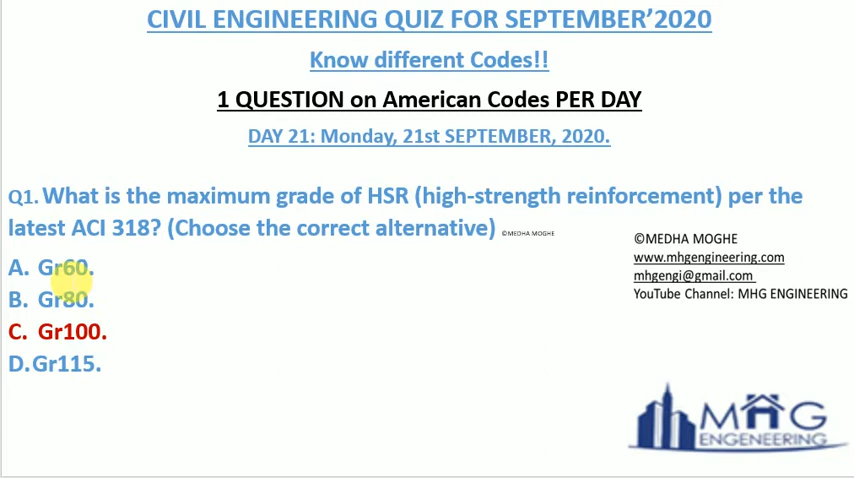 CIVIL ENGINEERING QUIZ FOR SEPTEMBER'2020
Know different Codes!!
1 QUESTION on American Codes PER DAY
DAY 21: Monday, 21st SEPTEMBER, 2020.
Q1. What is the maximum grade of HSR (high-strength reinforcement) per the
latest ACI 318? (Choose the correct alternative) ©MEDHA MOGHE
A. Gr60.
B. Gr80.
C. Gr100.
D.Gr115.
©MEDHA MOGHE
www.mhgengineering.com
mhgengi@gmail.com
YouTube Channel: MHG ENGINEERING
MHG
ENGENEERING